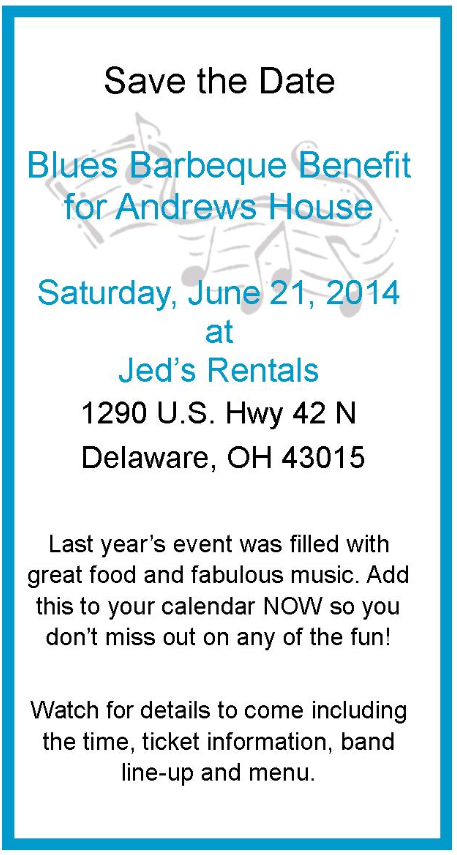 Save the Date
Blues Barbeque Benefit
for Andrews House
Saturday, June 21, 2014
at
Jed’s Rentals
1290 U.S. Hwy 42 N
Delaware, OH 43015
Last year’s event was filled with
great food and fabulous music. Add
this to your calendar NOW so you
don’t miss out on any of the fun!
Watch for details to come including
the time, ticket information, band
line-up and menu.